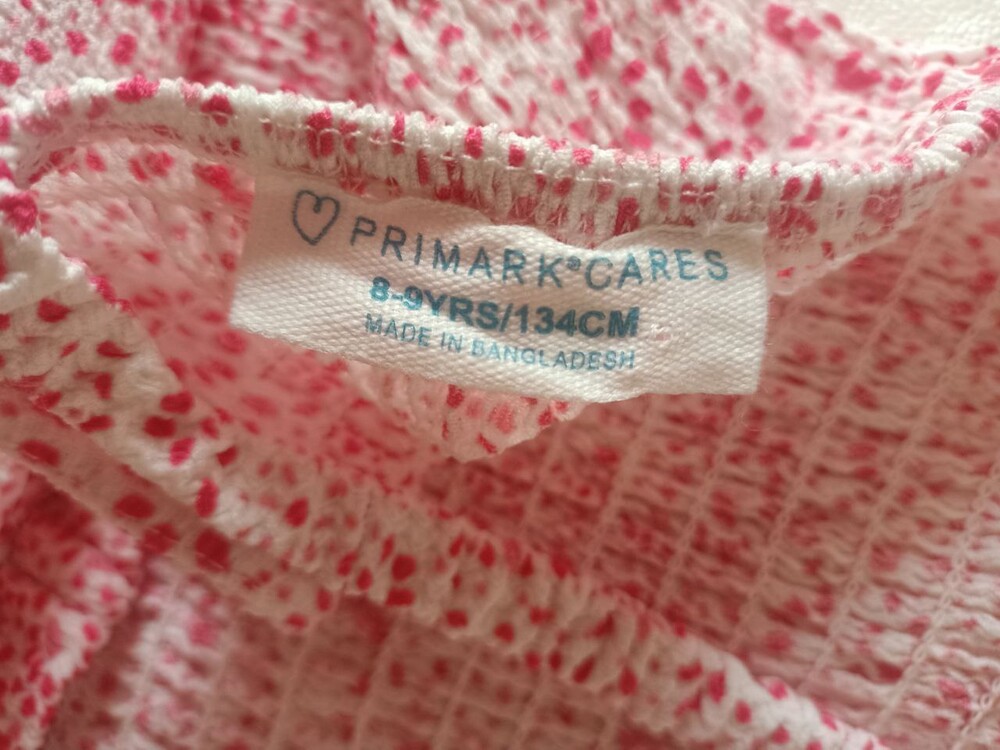 PRIMARK®CARES
8-9YRS/134CM
MADE IN BANGLADESH